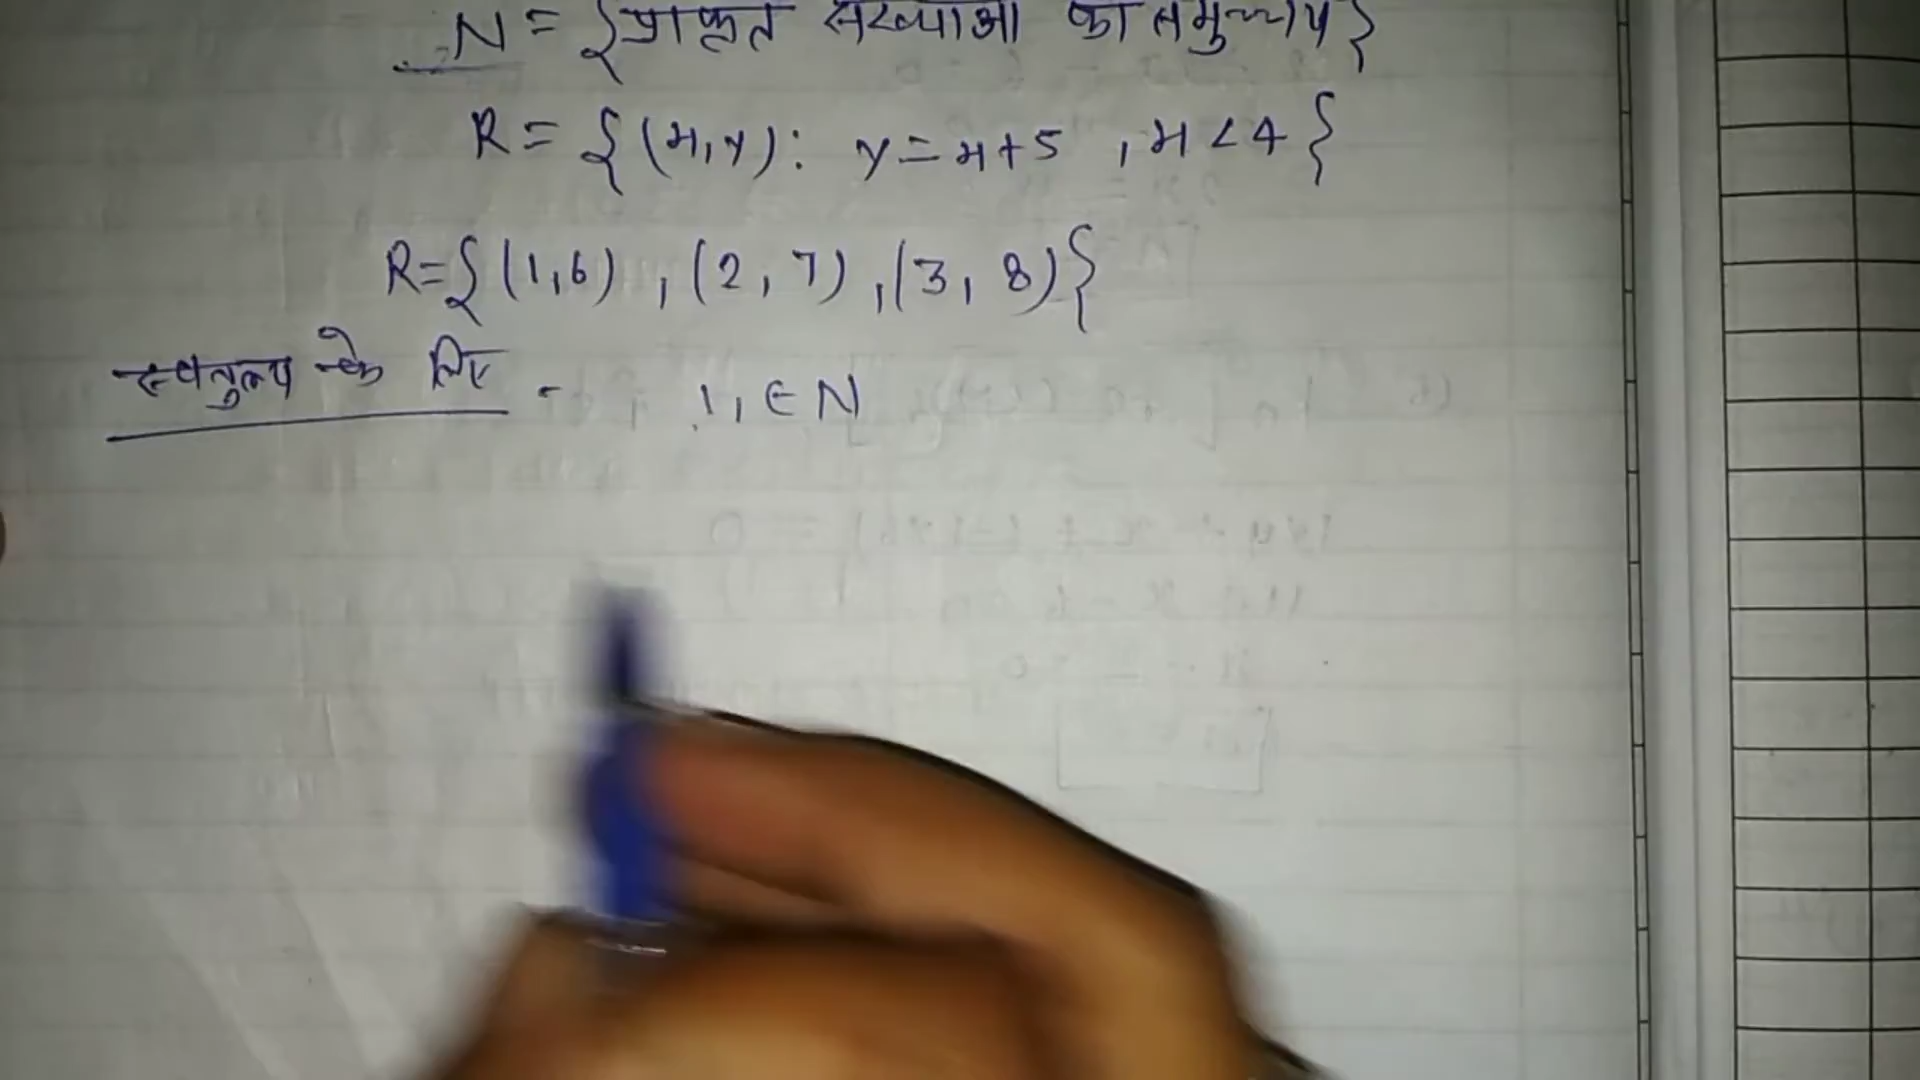 N = {प्राकृत संख्याओ का समुच्चय}
R = {(x,y): y=x+5 , x<4}
R={(1,6) , (2,7) ,(3, 8)}
स्वतुल्य के लिए - 1, ∈ N